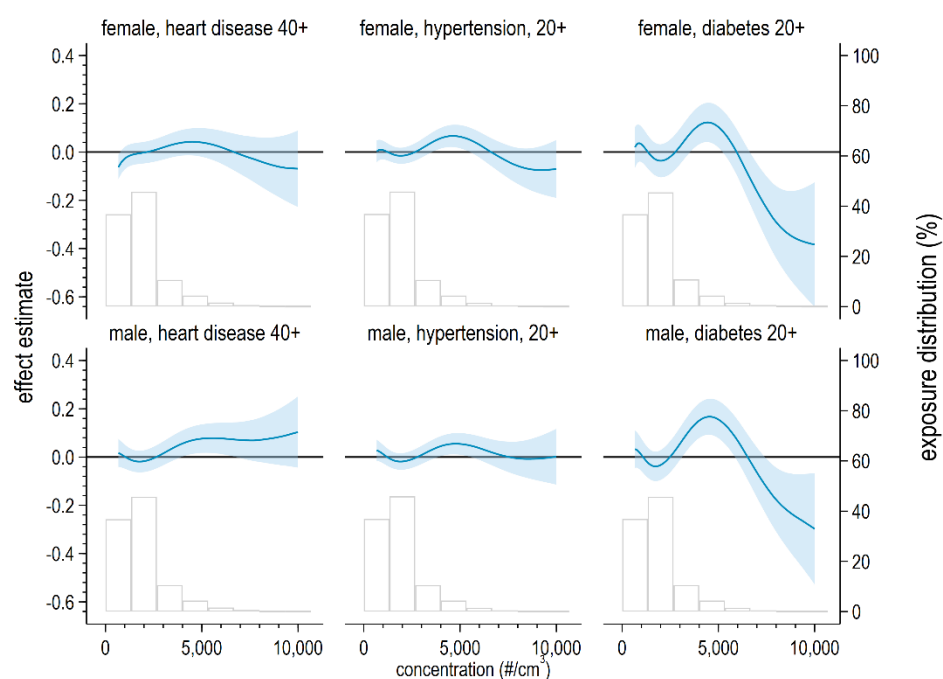 female, heart disease 40+
female, hypertension, 20+
female, diabetes 20+
0.4
0.2
0.0
-0.2
-0.4
-0.6
100
80
60
40
20
0
male, heart disease 40+
male, hypertension, 20+
male, diabetes 20+
0.4
0.2
0.0
-0.2
-0.4
-0.6
100
80
60
40
20
0
0 5,000 10,000
0 5,000 10,000
0 5,000 10,000
effect estimate
exposure distribution (%)
concentration (#/cm³)